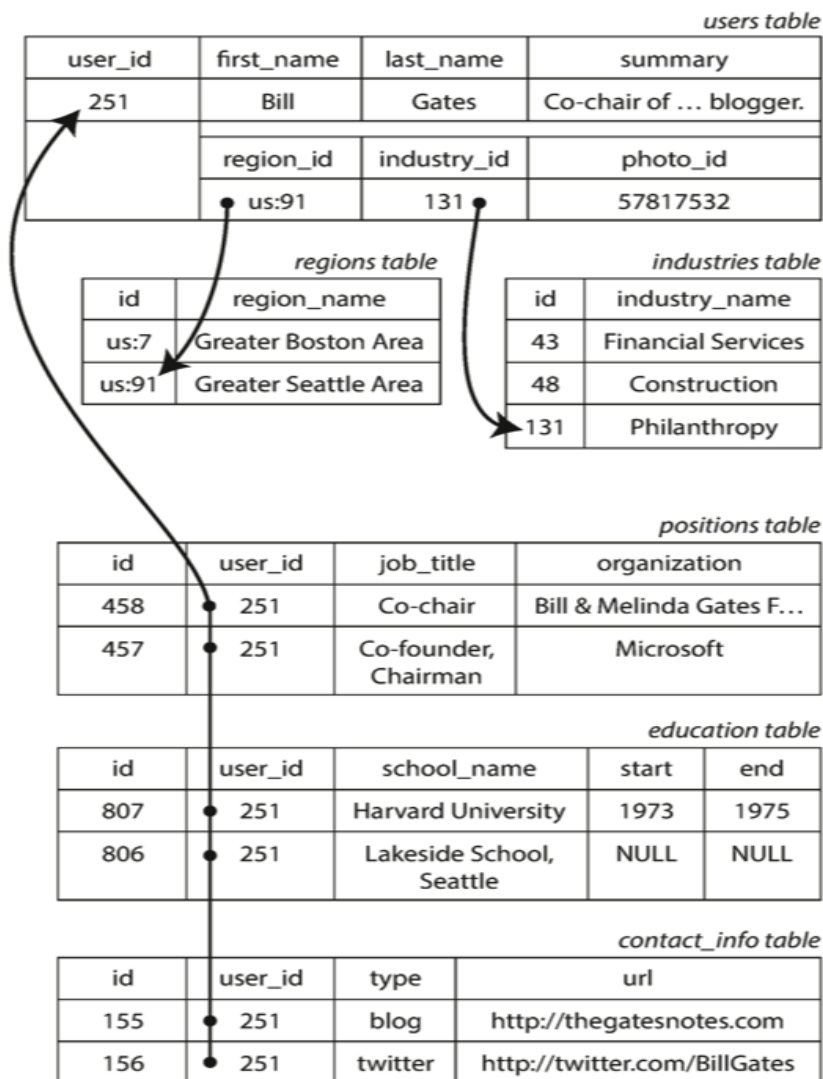 users table
user_id first_name last_name summary
251 Bill Gates Co-chair of … blogger.
region_id industry_id photo_id
us:91 131 57817532
regions table
id region_name
us:7 Greater Boston Area
us:91 Greater Seattle Area
industries table
id industry_name
43 Financial Services
48 Construction
131 Philanthropy
positions table
id user_id job_title organization
458 251 Co-chair Bill & Melinda Gates F…
457 251 Co-founder, Microsoft
Chairman
education table
id user_id school_name start end
807 251 Harvard University 1973 1975
806 251 Lakeside School, NULL NULL
Seattle
contact_info table
id user_id type url
155 251 blog http://thegatesnotes.com
156 251 twitter http://twitter.com/BillGates